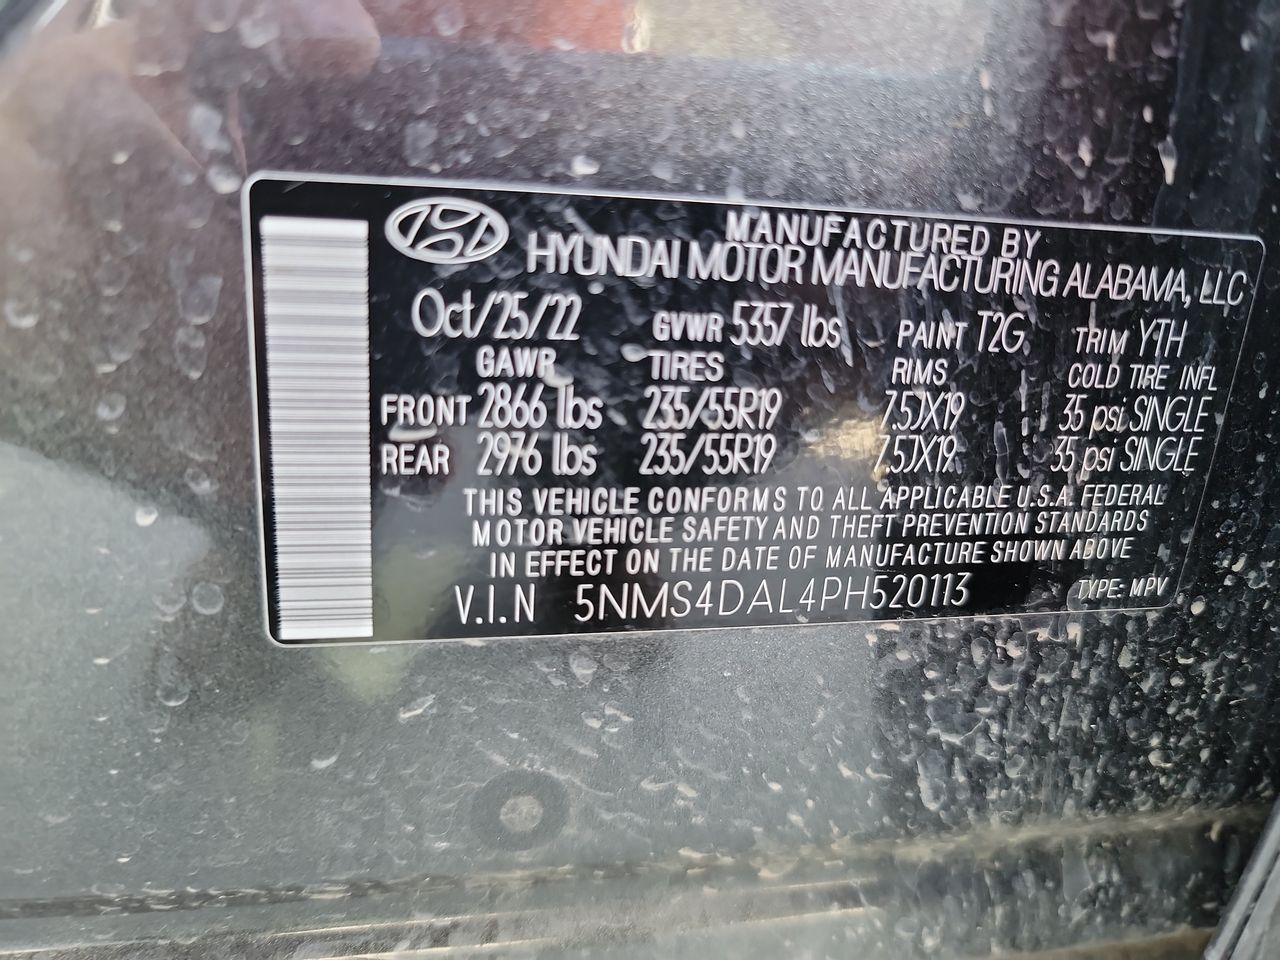 MANUFACTURED BY
HYUNDAI MOTOR MANUFACTURING ALABAMA, LLC
Oct/25/22 GVWR 5357 lbs PAINT T2G TRIM YTH
GAWR TIRES RIMS COLD TIRE INFL
FRONT 2866 lbs 235/55R19 7.5JX19 35 psi SINGLE
REAR 2976 lbs 235/55R19 7.5JX19 35 psi SINGLE
THIS VEHICLE CONFORMS TO ALL APPLICABLE U.S.A. FEDERAL
MOTOR VEHICLE SAFETY AND THEFT PREVENTION STANDARDS
IN EFFECT ON THE DATE OF MANUFACTURE SHOWN ABOVE
V.I.N 5NMS4DAL4PH520113 TYPE: MPV